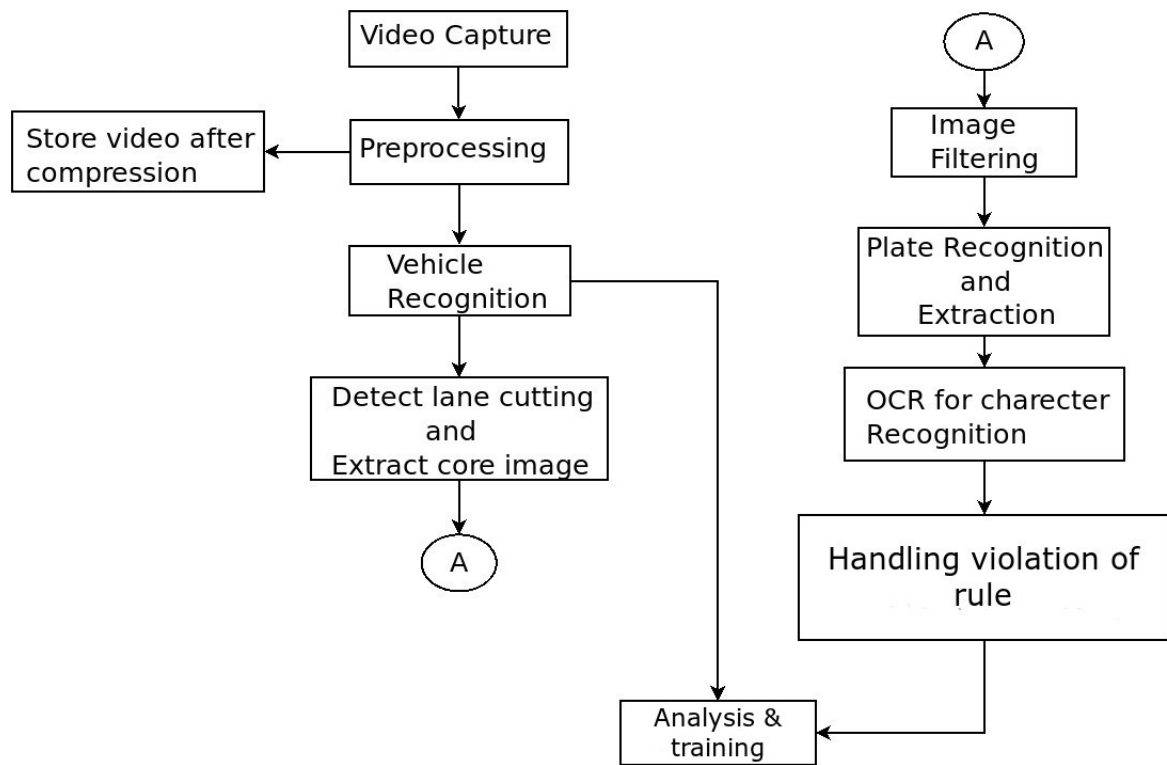 Video Capture
Store video after
compression
Preprocessing
Vehicle
Recognition
Detect lane cutting
and
Extract core image
A
A
Image
Filtering
Plate Recognition
and
Extraction
OCR for charecter
Recognition
Handling violation of
rule
Analysis &
training